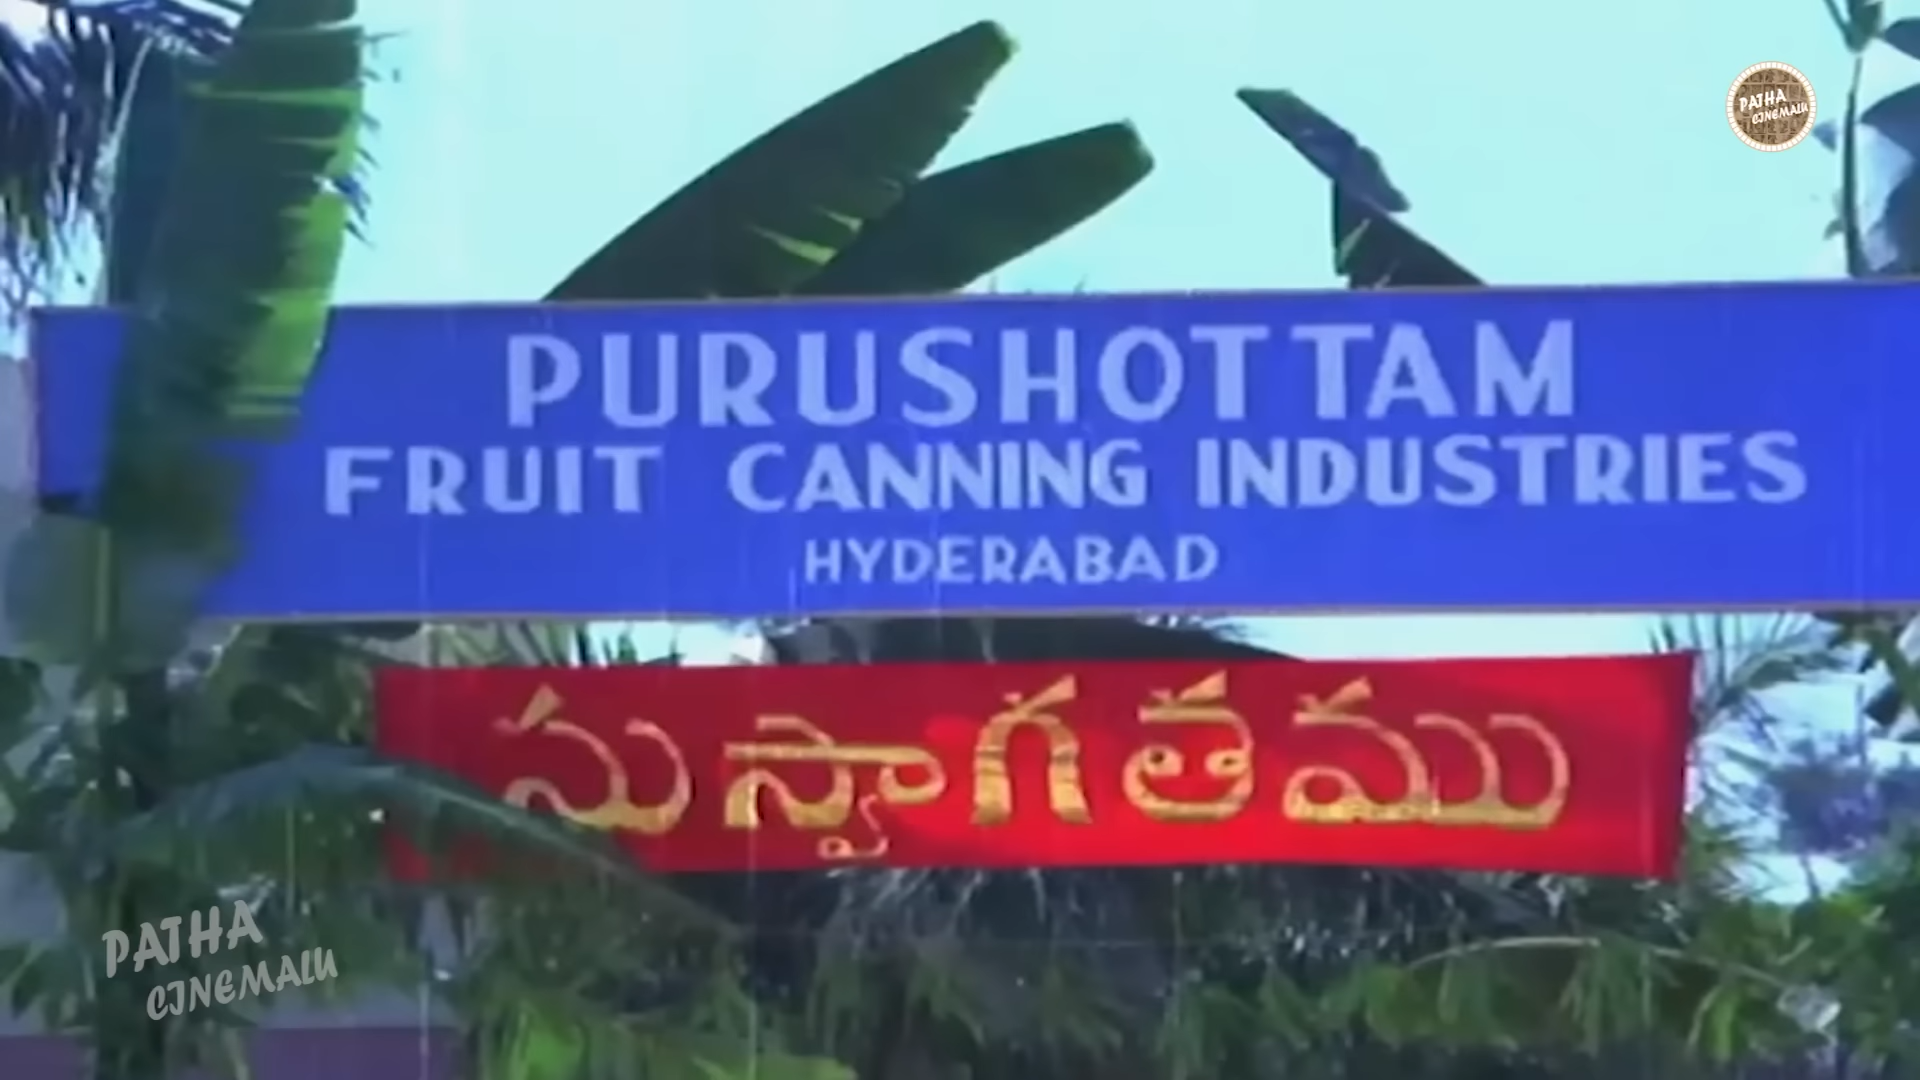 PATHA
CINEMALU
PURUSHOTTAM
FRUIT CANNING INDUSTRIES
HYDERABAD
సుస్వాగతము
PATHA
CINEMALU